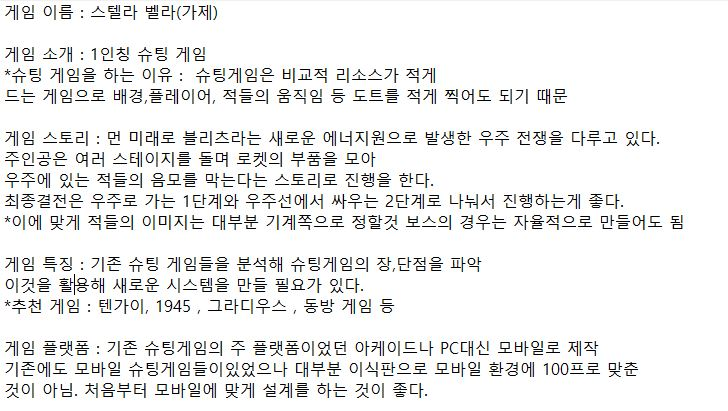 게임 이름 : 스텔라 벨라(가제)
게임 소개 : 1인칭 슈팅 게임
*슈팅 게임을 하는 이유 :  슈팅게임은 비교적 리소스가 적게
드는 게임으로 배경,플레이어, 적들의 움직임 등 도트를 적게 찍어도 되기 때문
게임 스토리 : 먼 미래로 블리츠라는 새로운 에너지원으로 발생한 우주 전쟁을 다루고 있다.
주인공은 여러 스테이지를 돌며 로켓의 부품을 모아
우주에 있는 적들의 음모를 막는다는 스토리로 진행을 한다.
최종결전은 우주로 가는 1단계와 우주선에서 싸우는 2단계로 나눠서 진행하는게 좋다.
*이에 맞게 적들의 이미지는 대부분 기계쪽으로 정할것 보스의 경우는 자율적으로 만들어도 됨
게임 특징 : 기존 슈팅 게임들을 분석해 슈팅게임의 장,단점을 파악
이것을 활용해 새로운 시스템을 만들 필요가 있다.
*추천 게임 : 텐가이, 1945 , 그라디우스 , 동방 게임 등
게임 플랫폼 : 기존 슈팅게임의 주 플랫폼이었던 아케이드나 PC대신 모바일로 제작
기존에도 모바일 슈팅게임들이있었으나 대부분 이식판으로 모바일 환경에 100프로 맞춘
것이 아님. 처음부터 모바일에 맞게 설계를 하는 것이 좋다.